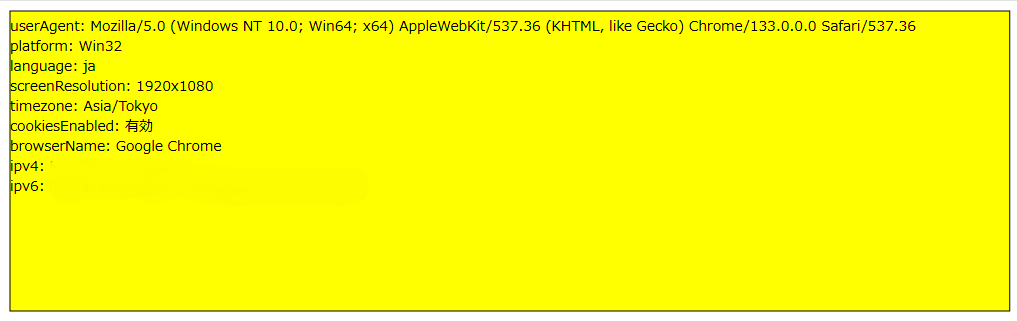 userAgent: Mozilla/5.0 (Windows NT 10.0; Win64; x64) AppleWebKit/537.36 (KHTML, like Gecko) Chrome/133.0.0.0 Safari/537.36
platform: Win32
language: ja
screenResolution: 1920x1080
timezone: Asia/Tokyo
cookiesEnabled: 有効
browserName: Google Chrome
ipv4:
ipv6: